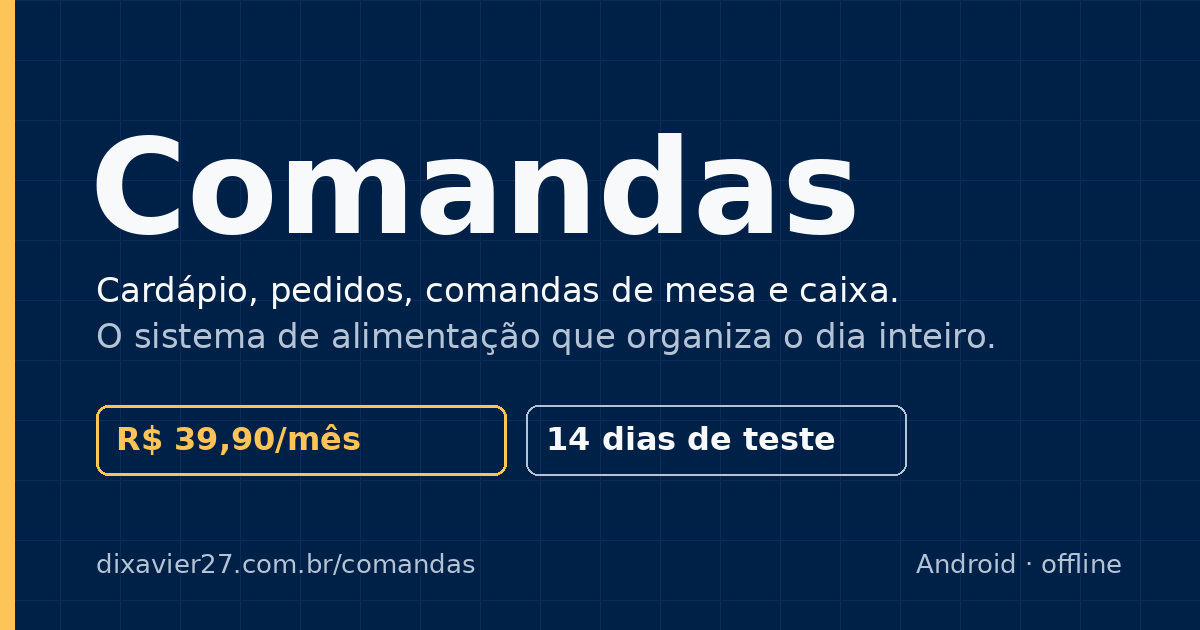 Comandas
Cardápio, pedidos, comandas de mesa e caixa.
O sistema de alimentação que organiza o dia inteiro.
R$ 39,90/mês
14 dias de teste
dixavier27.com.br/comandas
Android · offline